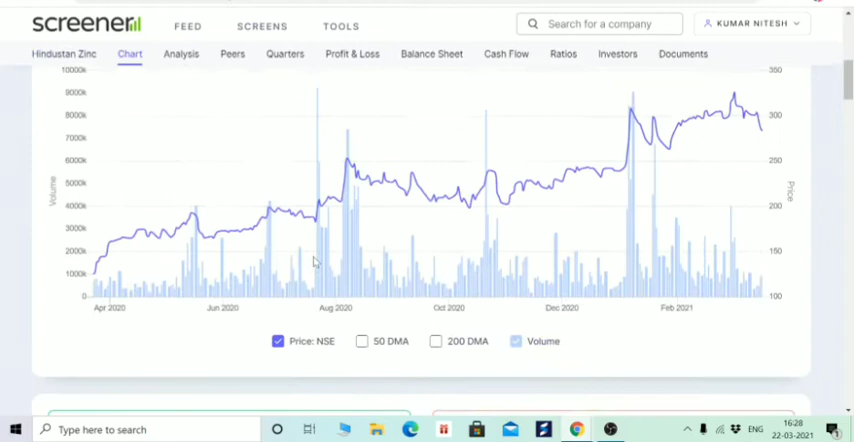 screener
FEED SCREENS TOOLS
Search for a company
KUMAR NITESH
Hindustan Zinc Chart Analysis Peers Quarters Profit & Loss Balance Sheet Cash Flow Ratios Investors Documents
10000k 350
9000k
300
8000k
7000k
6000k 250
5000k
Volume Price
4000k 200
3000k
2000k 150
1000k
0 100
Apr 2020 Jun 2020 Aug 2020 Oct 2020 Dec 2020 Feb 2021
Price: NSE 50 DMA 200 DMA Volume
Type here to search
ENG
16:28
22-03-2021
1